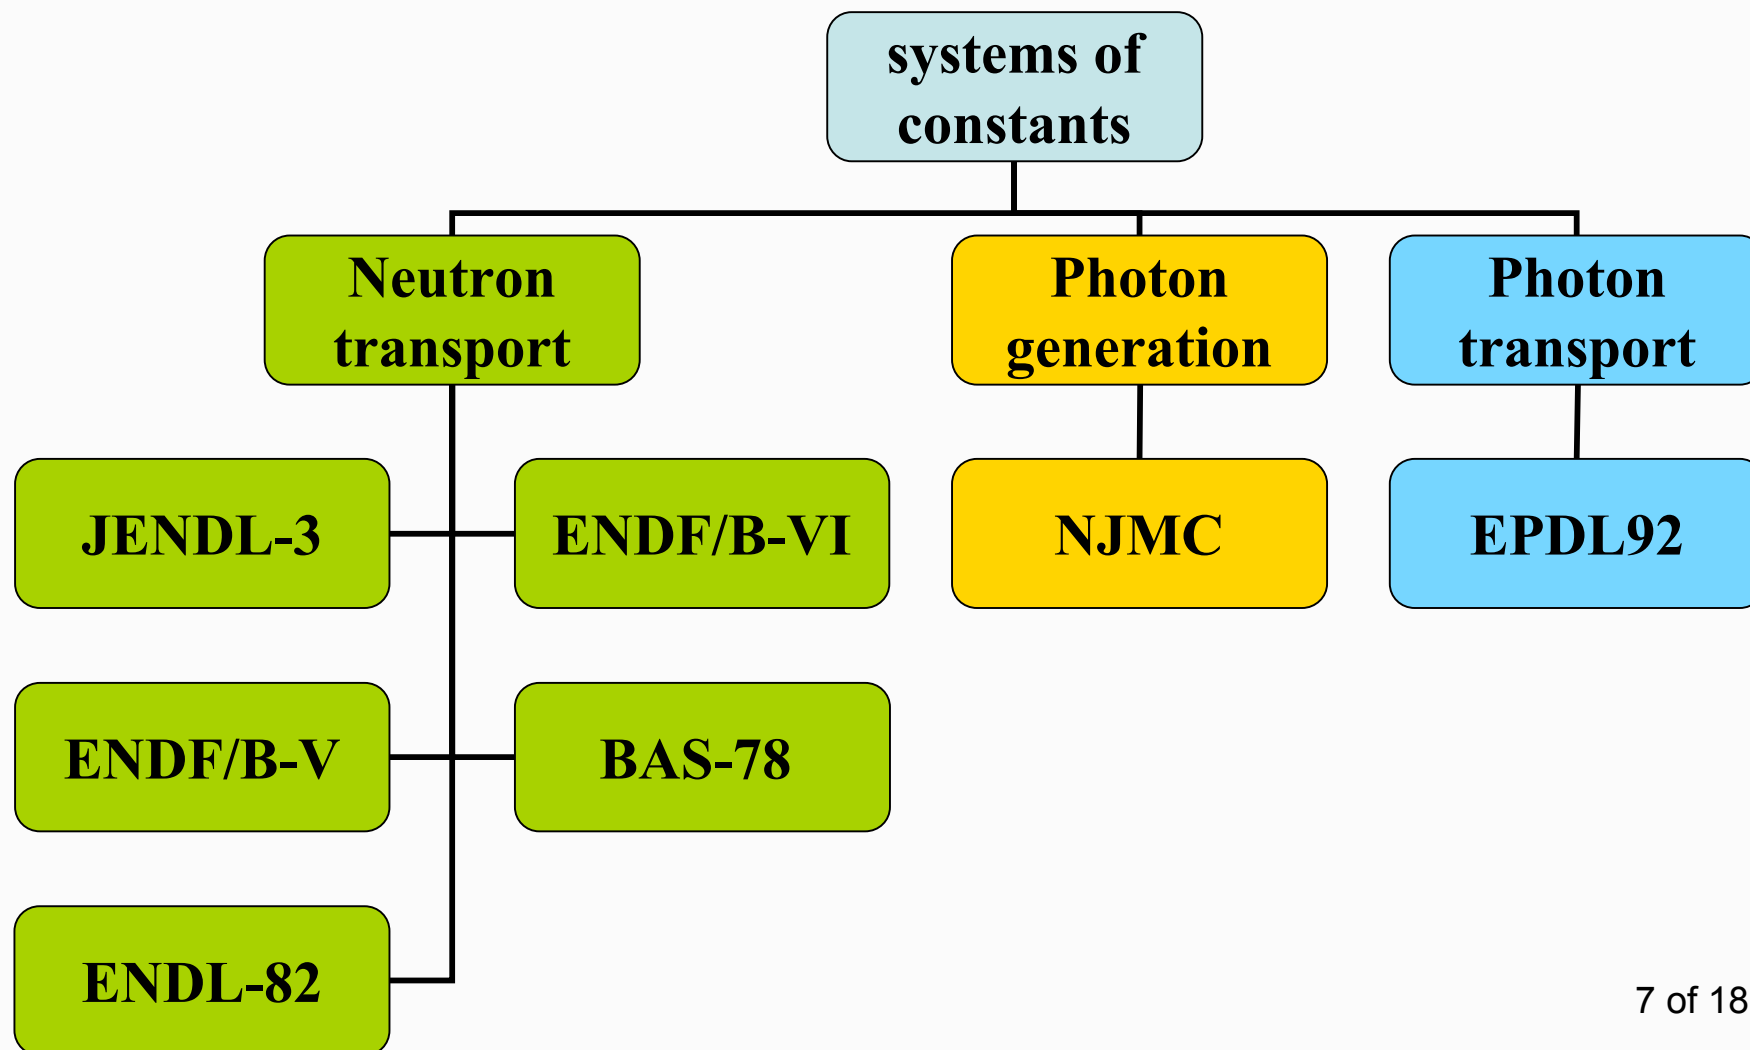 systems of
constants
Neutron
transport
Photon
generation
Photon
transport
JENDL-3
ENDF/B-VI
NJMC
EPDL92
ENDF/B-V
BAS-78
ENDL-82
7 of 18